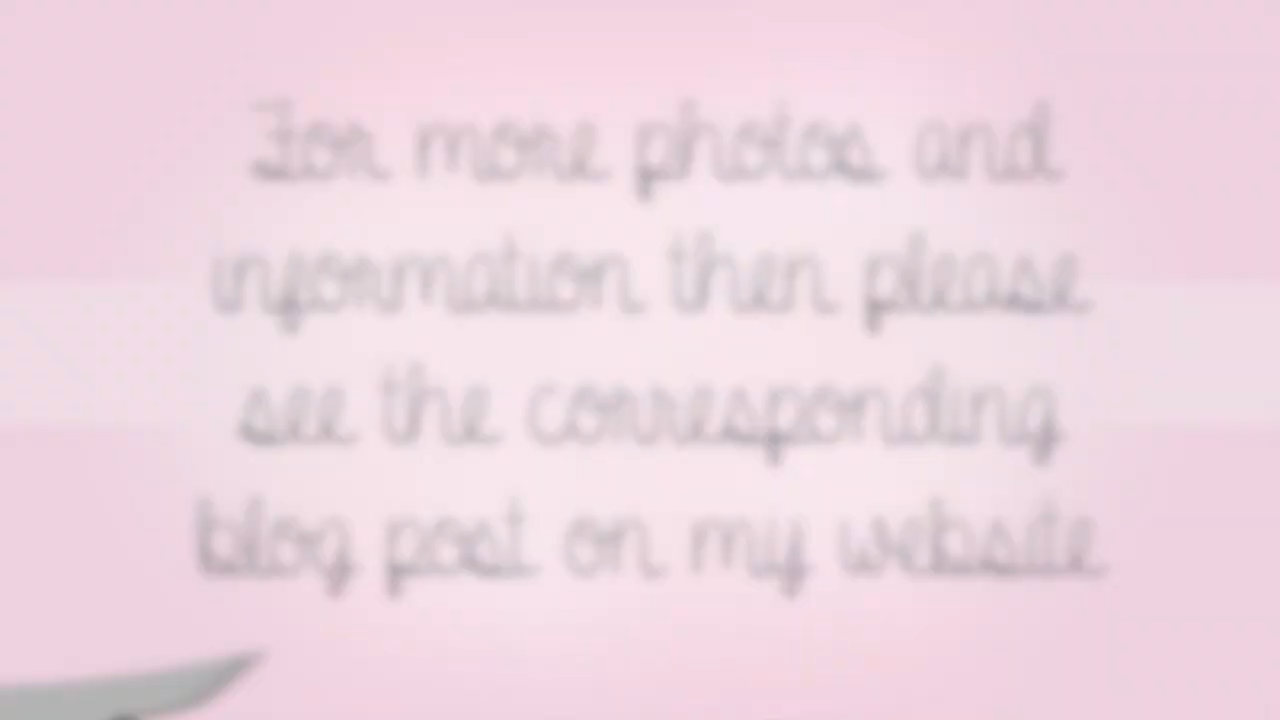 For more photos and
information then please
see the corresponding
blog post on my website